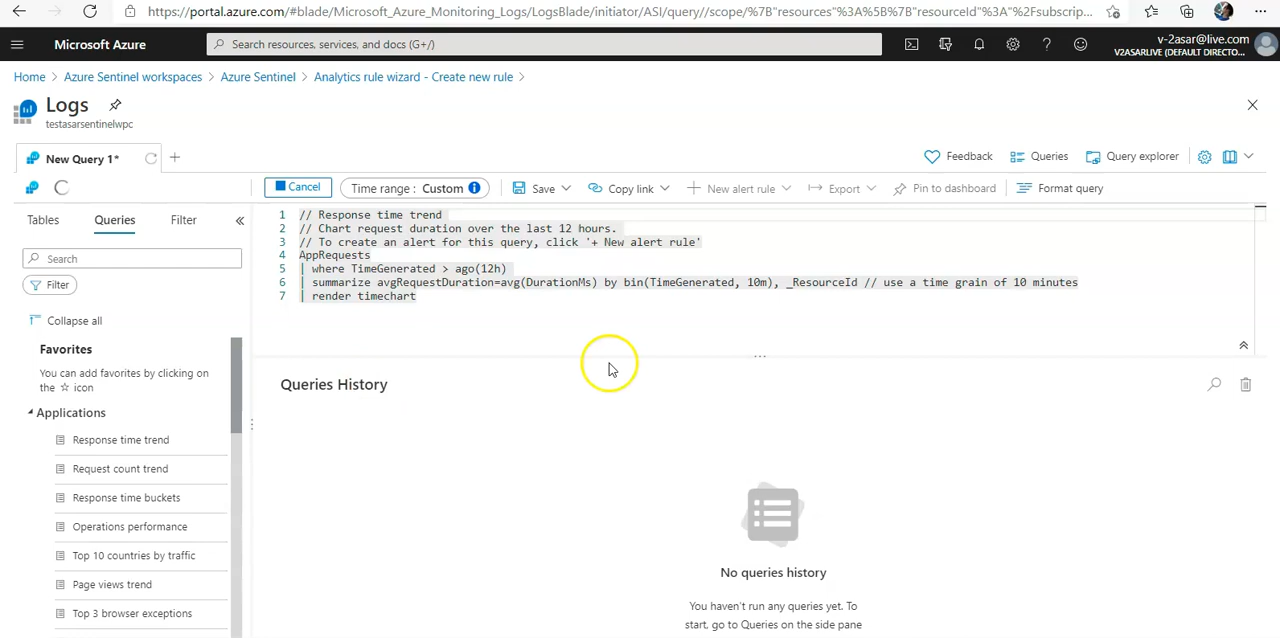 https://portal.azure.com/#blade/Microsoft_Azure_Monitoring_Logs/LogsBlade/initiator/ASI/query//scope/%7B"resources"%3A%5B%7B"resourceId"%3A"%2Fsubscrip...
Microsoft Azure
Search resources, services, and docs (G+/)
v-2asar@live.com
V2ASARLIVE (DEFAULT DIRECTO...
Home > Azure Sentinel workspaces > Azure Sentinel > Analytics rule wizard - Create new rule >
Logs
testasarsentinelwpc
New Query 1*
Feedback
Queries
Query explorer
Cancel
Time range : Custom
Save
Copy link
New alert rule
Export
Pin to dashboard
Format query
Tables
Queries
Filter
Search
Filter
Collapse all
Favorites
You can add favorites by clicking on
the ☆ icon
Applications
Response time trend
Request count trend
Response time buckets
Operations performance
Top 10 countries by traffic
Page views trend
Top 3 browser exceptions
1 // Response time trend
2 // Chart request duration over the last 12 hours.
3 // To create an alert for this query, click '+ New alert rule'
4 AppRequests
5 | where TimeGenerated > ago(12h)
6 | summarize avgRequestDuration=avg(DurationMs) by bin(TimeGenerated, 10m), _ResourceId // use a time grain of 10 minutes
7 | render timechart
Queries History
No queries history
You haven't run any queries yet. To
start, go to Queries on the side pane